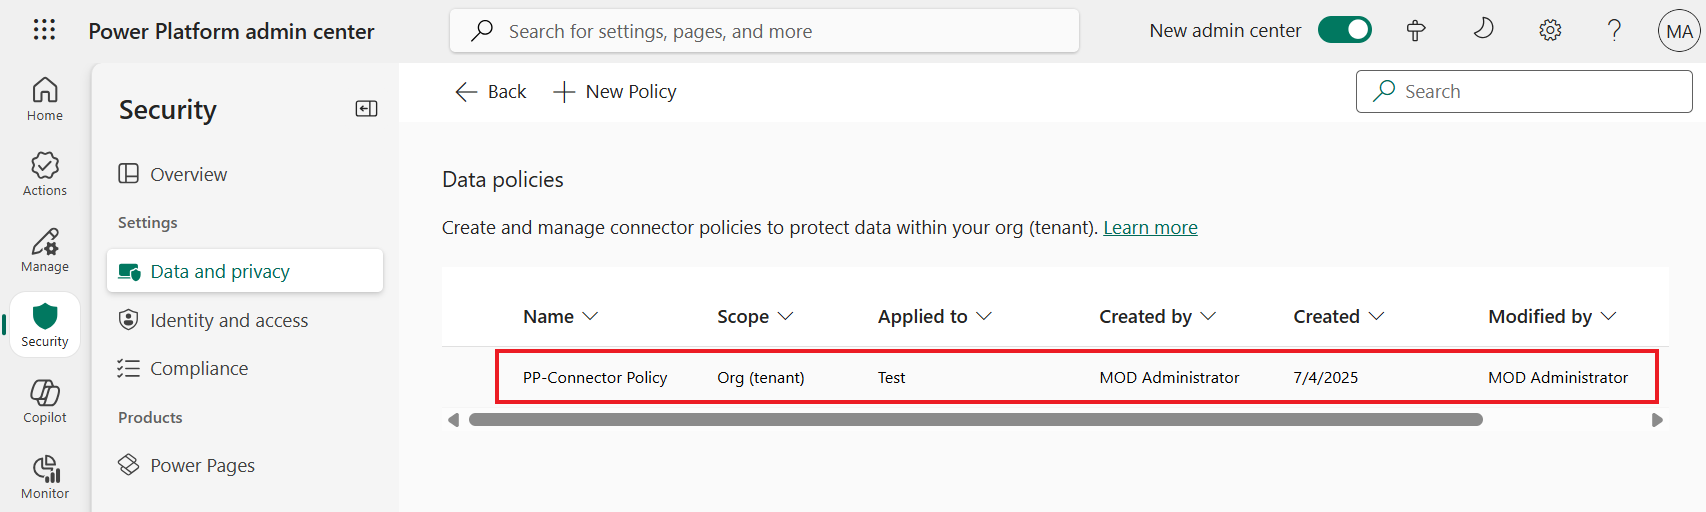 Power Platform admin center
Search for settings, pages, and more
New admin center
MA
Home
Actions
Manage
Security
Copilot
Monitor
Security
Overview
Settings
Data and privacy
Identity and access
Compliance
Products
Power Pages
Back
New Policy
Search
Data policies
Create and manage connector policies to protect data within your org (tenant). Learn more
Name Scope Applied to Created by Created Modified by
PP-Connector Policy Org (tenant) Test MOD Administrator 7/4/2025 MOD Administrator